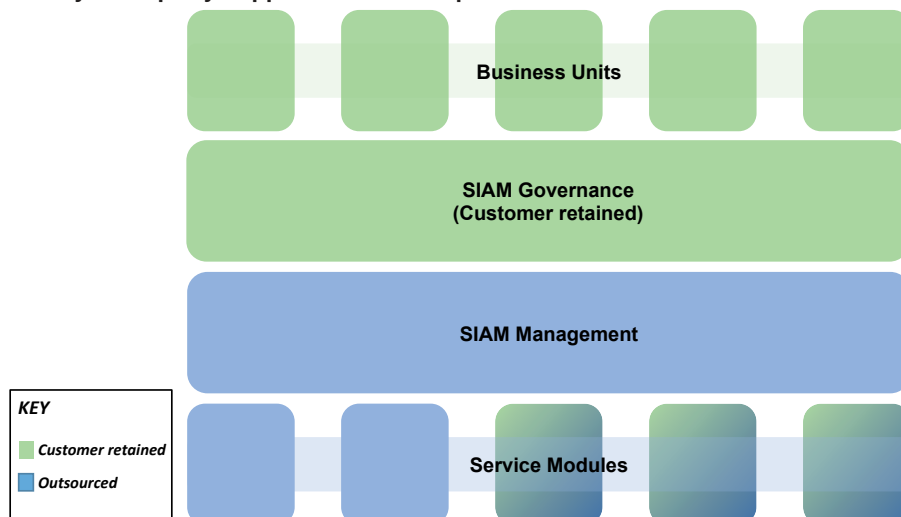 Business Units
SIAM Governance
(Customer retained)
SIAM Management
KEY
Customer retained
Outsourced
Service Modules